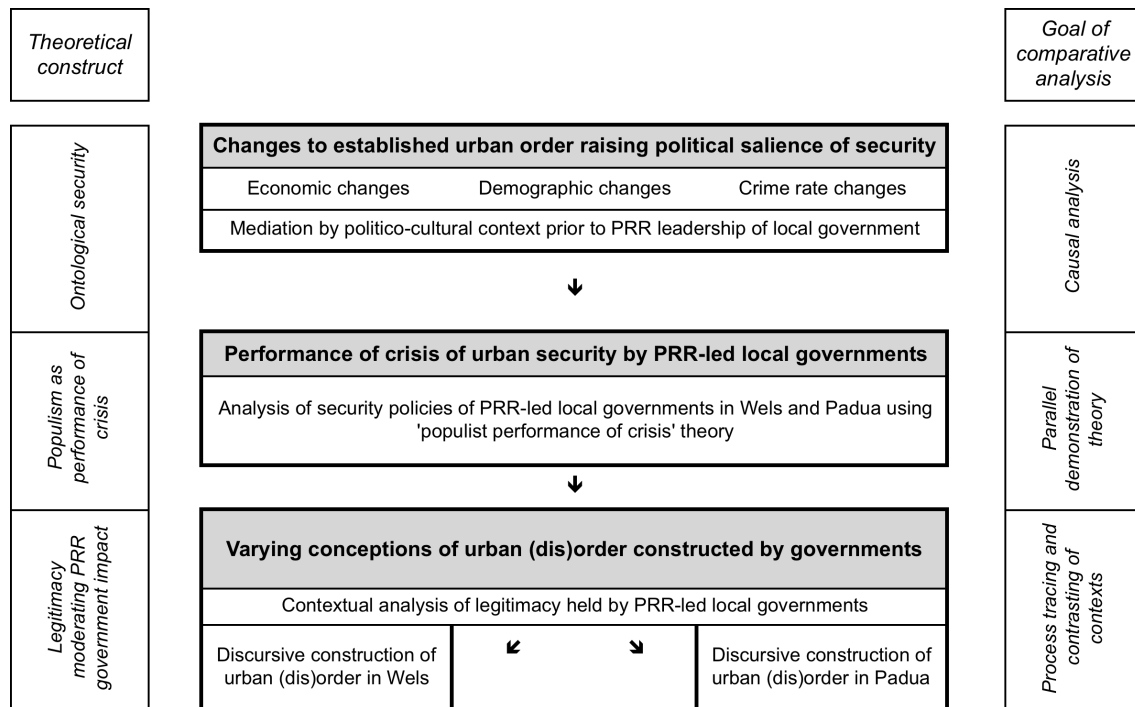 Theoretical
construct
Goal of
comparative
analysis
Ontological security
Changes to established urban order raising political salience of security
Economic changes
Demographic changes
Crime rate changes
Mediation by politico-cultural context prior to PRR leadership of local government
Causal analysis
Populism as
performance of
crisis
Performance of crisis of urban security by PRR-led local governments
Analysis of security policies of PRR-led local governments in Wels and Padua using
'populist performance of crisis' theory
Parallel
demonstration of
theory
Legitimacy
moderating PRR
government impact
Varying conceptions of urban (dis)order constructed by governments
Contextual analysis of legitimacy held by PRR-led local governments
Discursive construction of
urban (dis)order in Wels
Discursive construction of
urban (dis)order in Padua
Process tracing and
contrasting of
contexts